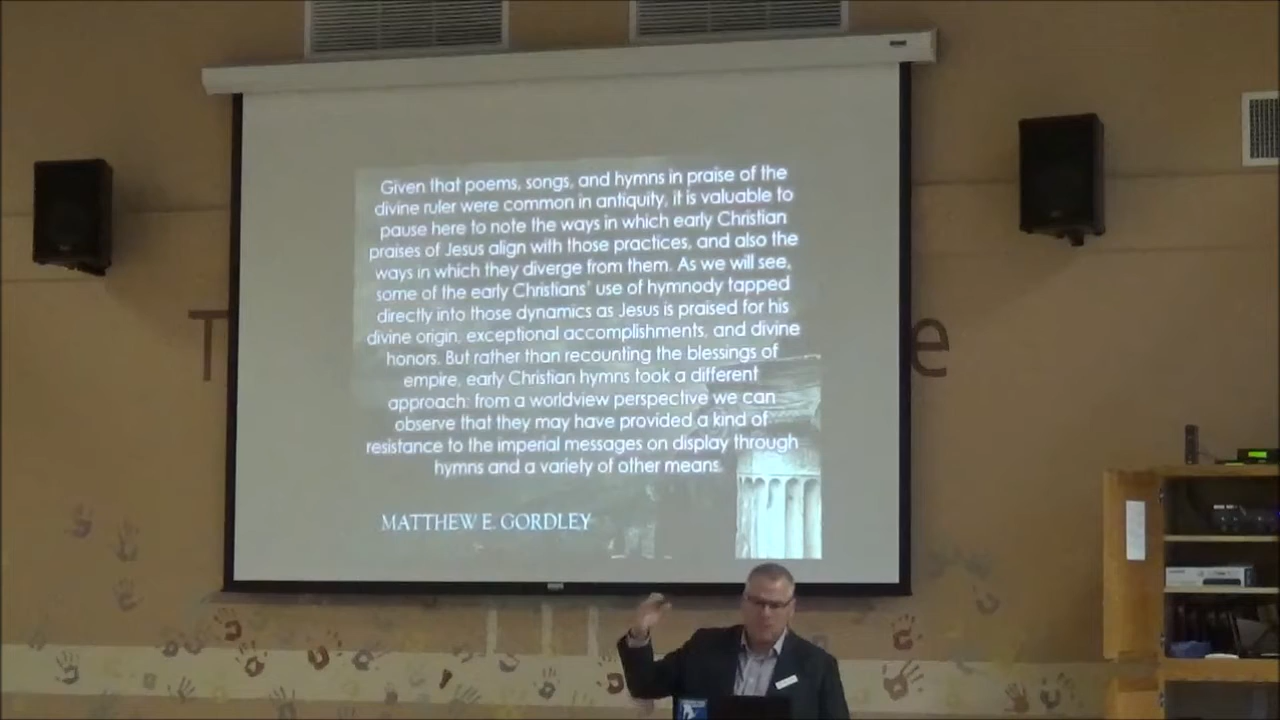 Given that poems, songs, and hymns in praise of the
divine ruler were common in antiquity, it is valuable to
pause here to note the ways in which early Christian
praises of Jesus align with those practices, and also the
ways in which they diverge from them. As we will see,
some of the early Christians' use of hymnody tapped
directly into those dynamics as Jesus is praised for his
divine origin, exceptional accomplishments, and divine
honors. But rather than recounting the blessings of
empire, early Christian hymns took a different
approach: from a worldview perspective we can
observe that they may have provided a kind of
resistance to the imperial messages on display through
hymns and a variety of other means.
MATTHEW E. GORDLEY